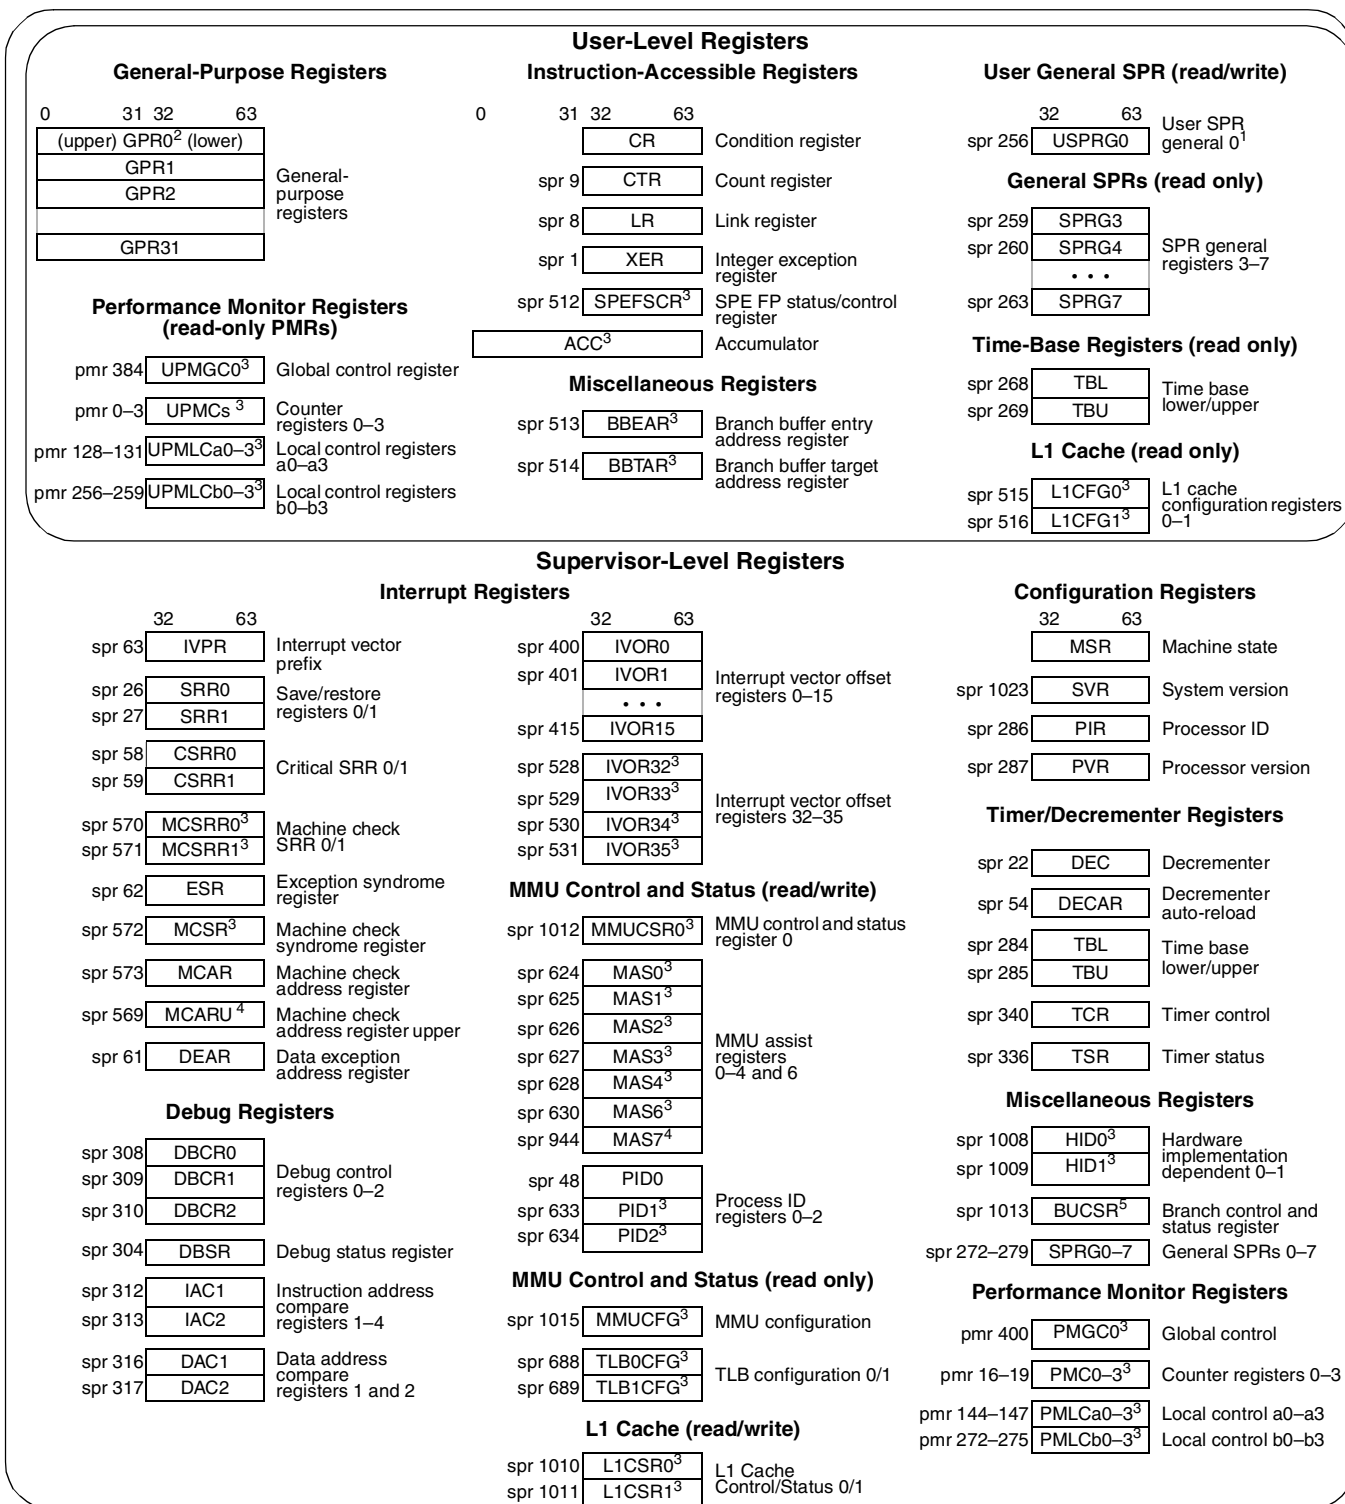 User-Level Registers
General-Purpose Registers
0 31 32 63
(upper) GPR0² (lower)
GPR1
GPR2
GPR31
General-
purpose
registers
Performance Monitor Registers
(read-only PMRs)
pmr 384 UPMGC0³ Global control register
pmr 0–3 UPMCs ³ Counter
registers 0–3
pmr 128–131 UPMLCa0–3³ Local control registers
a0–a3
pmr 256–259 UPMLCb0–3³ Local control registers
b0–b3
Instruction-Accessible Registers
0 31 32 63
CR Condition register
spr 9 CTR Count register
spr 8 LR Link register
spr 1 XER Integer exception
register
spr 512 SPEFSCR³ SPE FP status/control
register
ACC³ Accumulator
Miscellaneous Registers
spr 513 BBEAR³ Branch buffer entry
address register
spr 514 BBTAR³ Branch buffer target
address register
User General SPR (read/write)
32 63
spr 256 USPRG0 User SPR
general 0¹
General SPRs (read only)
spr 259 SPRG3
spr 260 SPRG4
• • •
spr 263 SPRG7
SPR general
registers 3–7
Time-Base Registers (read only)
spr 268 TBL
spr 269 TBU
Time base
lower/upper
L1 Cache (read only)
spr 515 L1CFG0³
spr 516 L1CFG1³
L1 cache
configuration registers
0–1
Supervisor-Level Registers
Interrupt Registers
32 63
spr 63 IVPR Interrupt vector
prefix
spr 26 SRR0
spr 27 SRR1
Save/restore
registers 0/1
spr 58 CSRR0
spr 59 CSRR1
Critical SRR 0/1
spr 570 MCSRR0³
spr 571 MCSRR1³
Machine check
SRR 0/1
spr 62 ESR Exception syndrome
register
spr 572 MCSR³ Machine check
syndrome register
spr 573 MCAR Machine check
address register
spr 569 MCARU ⁴ Machine check
address register upper
spr 61 DEAR Data exception
address register
Debug Registers
spr 308 DBCR0
spr 309 DBCR1
spr 310 DBCR2
Debug control
registers 0–2
spr 304 DBSR Debug status register
spr 312 IAC1
spr 313 IAC2
Instruction address
compare
registers 1–4
spr 316 DAC1
spr 317 DAC2
Data address
compare
registers 1 and 2
32 63
spr 400 IVOR0
spr 401 IVOR1
• • •
spr 415 IVOR15
Interrupt vector offset
registers 0–15
spr 528 IVOR32³
spr 529 IVOR33³
spr 530 IVOR34³
spr 531 IVOR35³
Interrupt vector offset
registers 32–35
MMU Control and Status (read/write)
spr 1012 MMUCSR0³ MMU control and status
register 0
spr 624 MAS0³
spr 625 MAS1³
spr 626 MAS2³
spr 627 MAS3³
spr 628 MAS4³
spr 630 MAS6³
spr 944 MAS7⁴
MMU assist
registers
0–4 and 6
spr 48 PID0
spr 633 PID1³
spr 634 PID2³
Process ID
registers 0–2
MMU Control and Status (read only)
spr 1015 MMUCFG³ MMU configuration
spr 688 TLB0CFG³
spr 689 TLB1CFG³
TLB configuration 0/1
L1 Cache (read/write)
spr 1010 L1CSR0³
spr 1011 L1CSR1³
L1 Cache
Control/Status 0/1
Configuration Registers
32 63
MSR Machine state
spr 1023 SVR System version
spr 286 PIR Processor ID
spr 287 PVR Processor version
Timer/Decrementer Registers
spr 22 DEC Decrementer
spr 54 DECAR Decrementer
auto-reload
spr 284 TBL
spr 285 TBU
Time base
lower/upper
spr 340 TCR Timer control
spr 336 TSR Timer status
Miscellaneous Registers
spr 1008 HID0³
spr 1009 HID1³
Hardware
implementation
dependent 0–1
spr 1013 BUCSR⁵ Branch control and
status register
spr 272–279 SPRG0–7 General SPRs 0–7
Performance Monitor Registers
pmr 400 PMGC0³ Global control
pmr 16–19 PMC0–3³ Counter registers 0–3
pmr 144–147 PMLCa0–3³ Local control a0–a3
pmr 272–275 PMLCb0–3³ Local control b0–b3